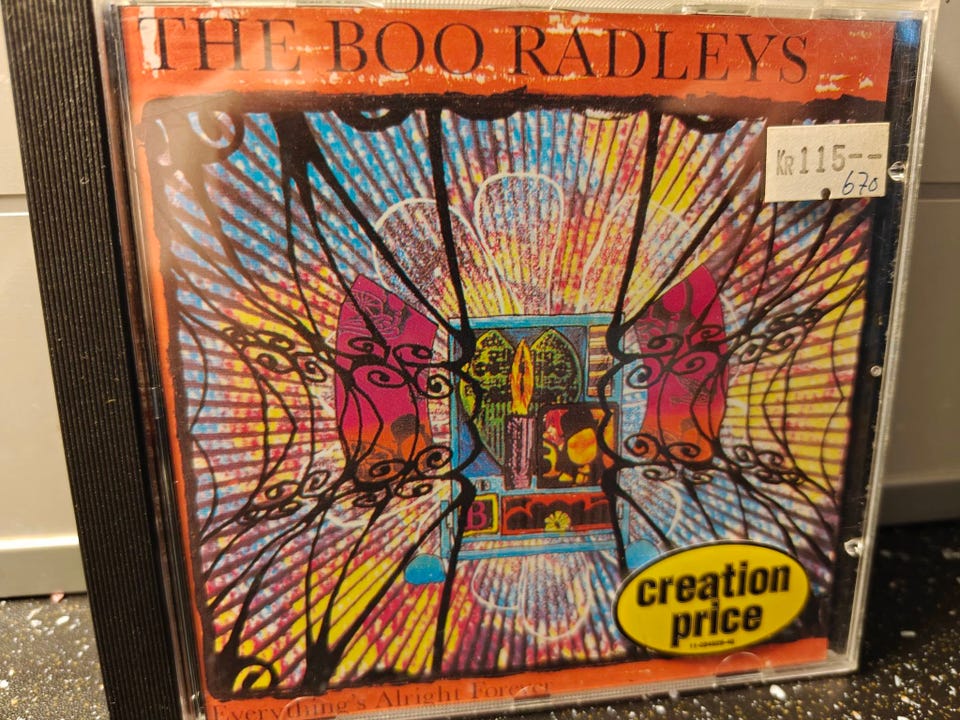 THE BOO RADLEYS
KR 115--
670
B
creation
price
Everything's Alright Forever